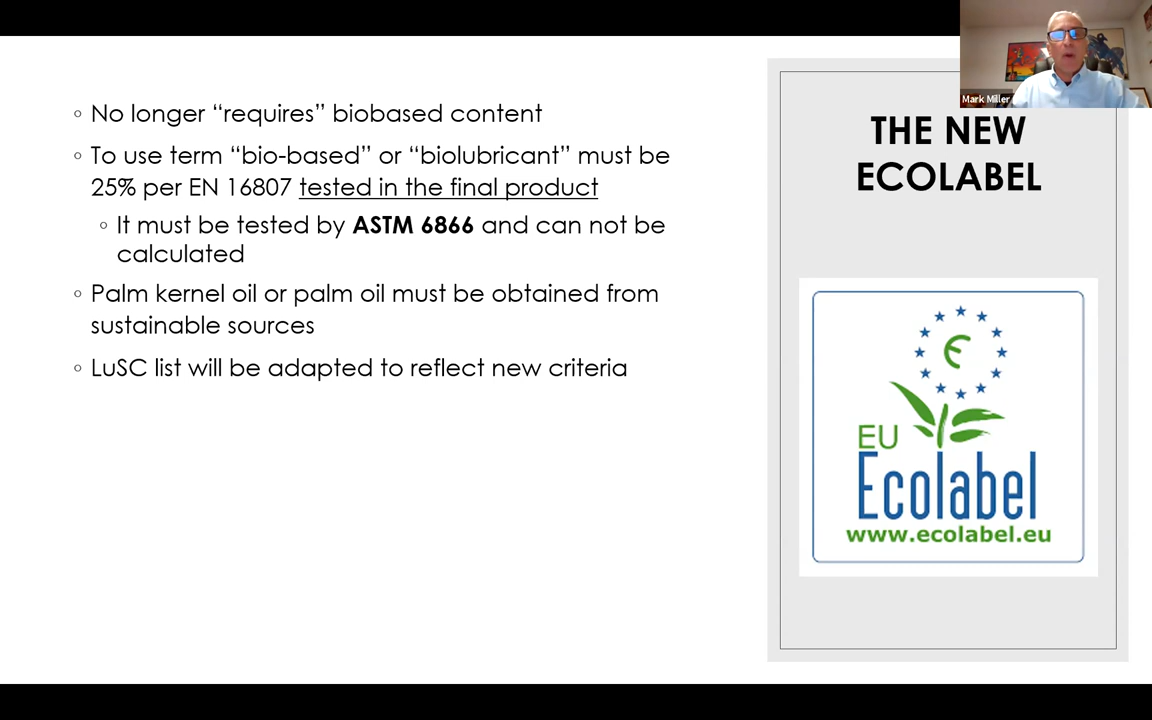 ◦ No longer “requires” biobased content
◦ To use term “bio-based” or “biolubricant” must be
25% per EN 16807 tested in the final product
◦ It must be tested by ASTM 6866 and can not be
calculated
◦ Palm kernel oil or palm oil must be obtained from
sustainable sources
◦ LuSC list will be adapted to reflect new criteria
Mark Miller
THE NEW
ECOLABEL
EU
Ecolabel
www.ecolabel.eu